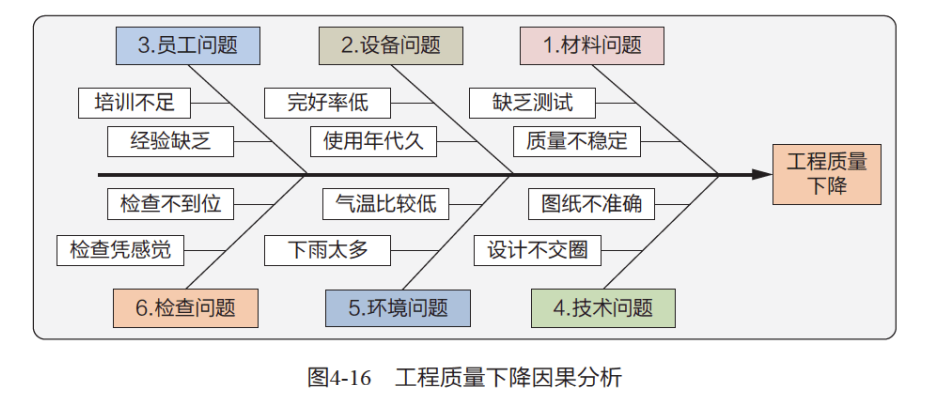 3.员工问题
2.设备问题
1.材料问题
培训不足
完好率低
缺乏测试
经验缺乏
使用年代久
质量不稳定
工程质量
下降
检查不到位
气温比较低
图纸不准确
检查凭感觉
下雨太多
设计不交圈
6.检查问题
5.环境问题
4.技术问题
图4-16 工程质量下降因果分析